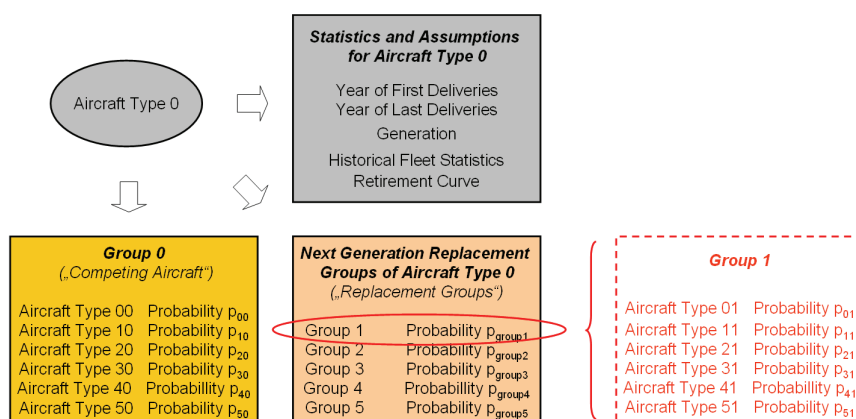 Aircraft Type 0
Statistics and Assumptions
for Aircraft Type 0
Year of First Deliveries
Year of Last Deliveries
Generation
Historical Fleet Statistics
Retirement Curve
Group 0
(„Competing Aircraft“)
Aircraft Type 00 Probability p00
Aircraft Type 10 Probability p10
Aircraft Type 20 Probability p20
Aircraft Type 30 Probability p30
Aircraft Type 40 Probabillity p40
Aircraft Type 50 Probability p50
Next Generation Replacement
Groups of Aircraft Type 0
(„Replacement Groups“)
Group 1 Probability pgroup1
Group 2 Probability pgroup2
Group 3 Probability pgroup3
Group 4 Probability pgroup4
Group 5 Probability pgroup5
Group 1
Aircraft Type 01 Probability p01
Aircraft Type 11 Probability p11
Aircraft Type 21 Probability p21
Aircraft Type 31 Probability p31
Aircraft Type 41 Probabillity p41
Aircraft Type 51 Probability p51